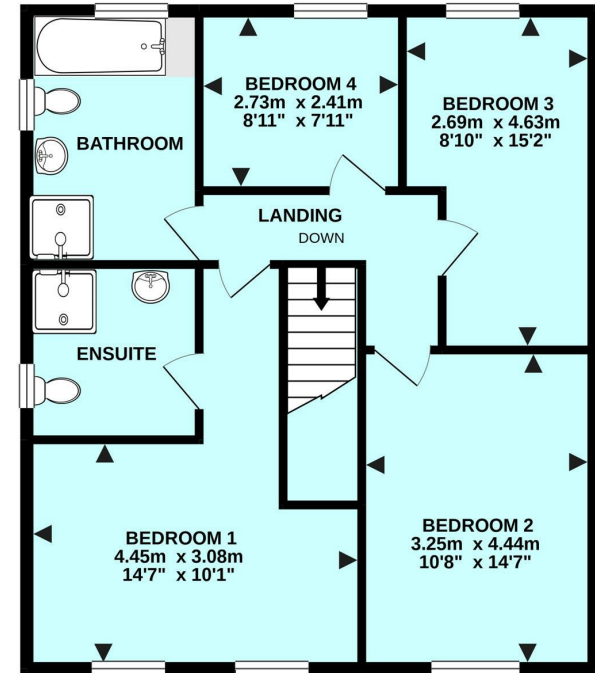 BEDROOM 4
2.73m x 2.41m
8'11" x 7'11"
BEDROOM 3
2.69m x 4.63m
8'10" x 15'2"
BATHROOM
LANDING
DOWN
ENSUITE
BEDROOM 1
4.45m x 3.08m
14'7" x 10'1"
BEDROOM 2
3.25m x 4.44m
10'8" x 14'7"